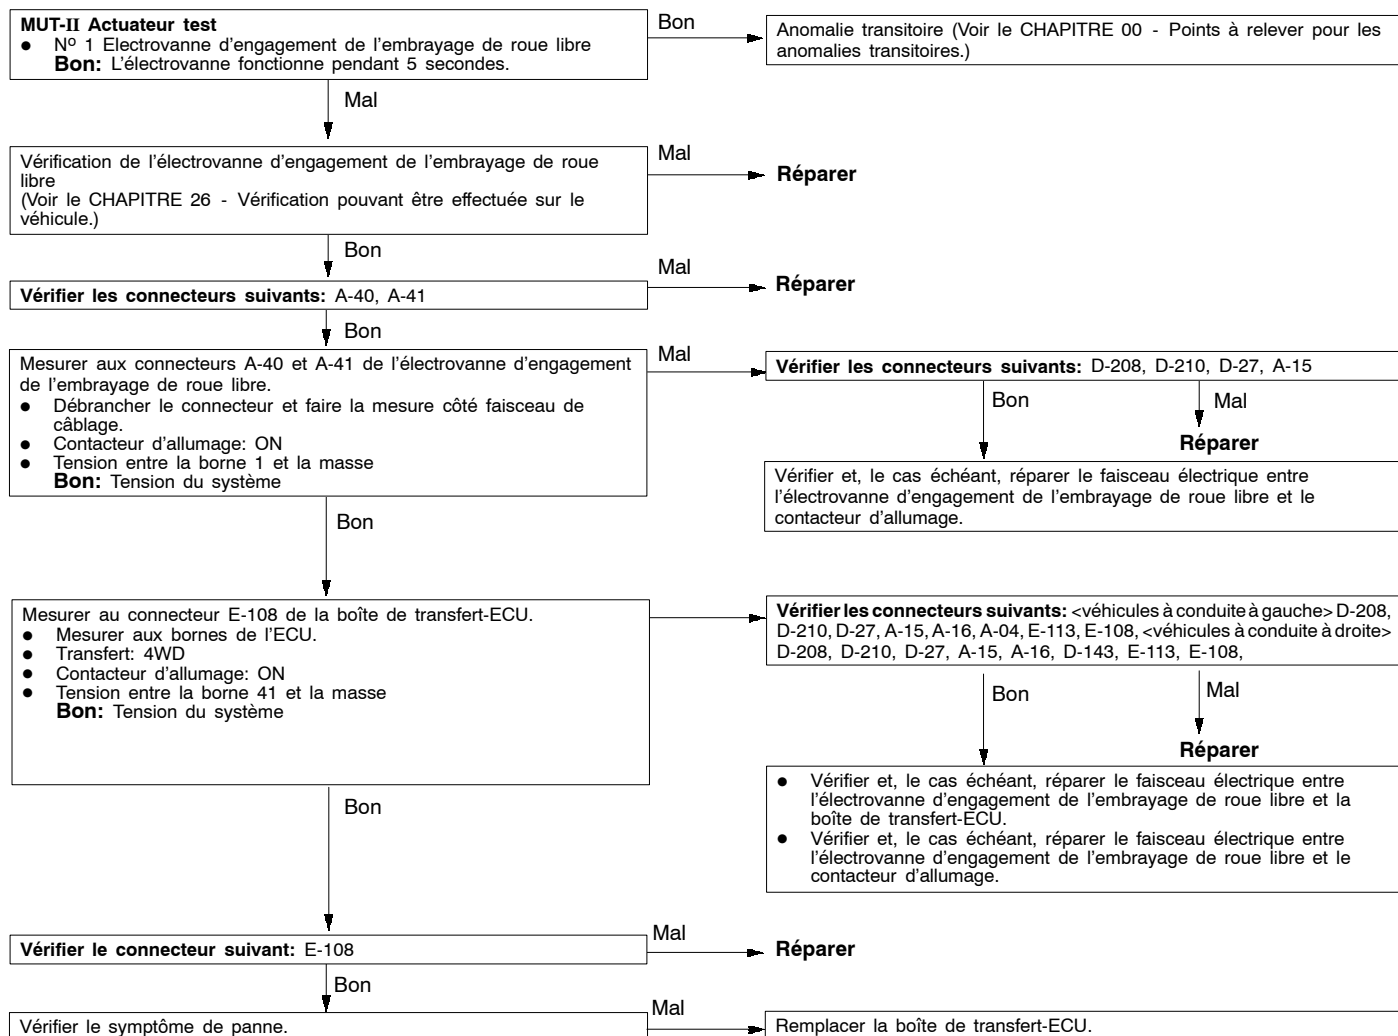 MUT-II Actuateur test
● Nº 1 Electrovanne d'engagement de l'embrayage de roue libre
Bon: L'électrovanne fonctionne pendant 5 secondes.
Bon
Anomalie transitoire (Voir le CHAPITRE 00 - Points à relever pour les
anomalies transitoires.)
Mal
Vérification de l'électrovanne d'engagement de l'embrayage de roue
libre
(Voir le CHAPITRE 26 - Vérification pouvant être effectuée sur le
véhicule.)
Mal
Réparer
Bon
Vérifier les connecteurs suivants: A-40, A-41
Mal
Réparer
Bon
Mesurer aux connecteurs A-40 et A-41 de l'électrovanne d'engagement
de l'embrayage de roue libre.
● Débrancher le connecteur et faire la mesure côté faisceau de
câblage.
● Contacteur d'allumage: ON
● Tension entre la borne 1 et la masse
Bon: Tension du système
Mal
Vérifier les connecteurs suivants: D-208, D-210, D-27, A-15
Bon
Mal
Réparer
Vérifier et, le cas échéant, réparer le faisceau électrique entre
l'électrovanne d'engagement de l'embrayage de roue libre et le
contacteur d'allumage.
Bon
Mesurer au connecteur E-108 de la boîte de transfert-ECU.
● Mesurer aux bornes de l'ECU.
● Transfert: 4WD
● Contacteur d'allumage: ON
● Tension entre la borne 41 et la masse
Bon: Tension du système
Vérifier les connecteurs suivants: <véhicules à conduite à gauche> D-208,
D-210, D-27, A-15, A-16, A-04, E-113, E-108, <véhicules à conduite à droite>
D-208, D-210, D-27, A-15, A-16, D-143, E-113, E-108,
Bon
Mal
Réparer
● Vérifier et, le cas échéant, réparer le faisceau électrique entre
l'électrovanne d'engagement de l'embrayage de roue libre et la
boîte de transfert-ECU.
● Vérifier et, le cas échéant, réparer le faisceau électrique entre
l'électrovanne d'engagement de l'embrayage de roue libre et le
contacteur d'allumage.
Bon
Vérifier le connecteur suivant: E-108
Mal
Réparer
Bon
Vérifier le symptôme de panne.
Mal
Remplacer la boîte de transfert-ECU.